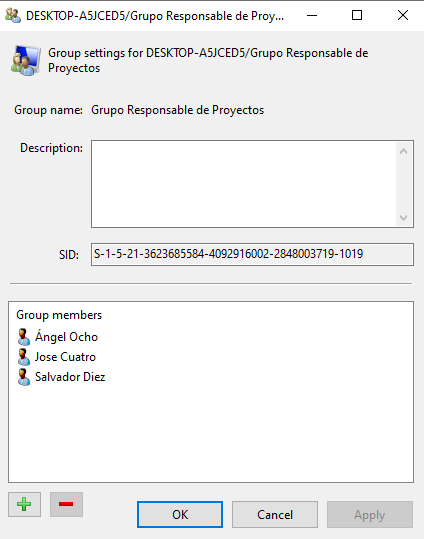 DESKTOP-A5JCED5/Grupo Responsable de Proy...
Group settings for DESKTOP-A5JCED5/Grupo Responsable de
Proyectos
Group name: Grupo Responsable de Proyectos
Description:
SID: S-1-5-21-3623685584-4092916002-2848003719-1019
Group members
Ángel Ocho
Jose Cuatro
Salvador Diez
OK Cancel Apply